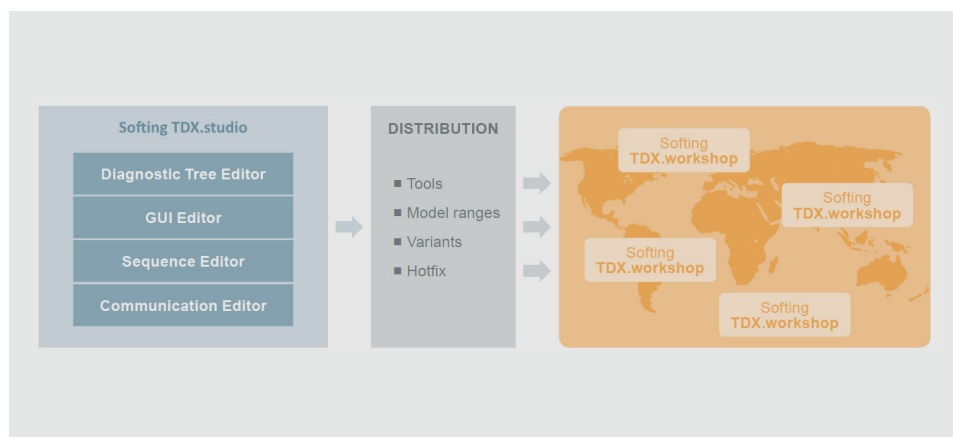 Softing TDX.studio
Diagnostic Tree Editor
GUI Editor
Sequence Editor
Communication Editor
DISTRIBUTION
■ Tools
■ Model ranges
■ Variants
■ Hotfix
Softing
TDX.workshop
Softing
TDX.workshop
Softing
TDX.workshop
Softing
TDX.workshop